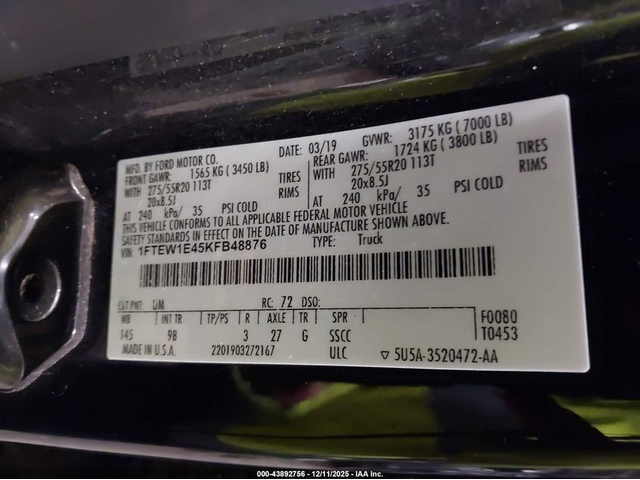 MFD. BY FORD MOTOR CO. DATE: 03/19 GVWR: 3175 KG ( 7000 LB)
FRONT GAWR: 1565 KG ( 3450 LB) REAR GAWR: 1724 KG ( 3800 LB)
WITH 275/55R20 113T TIRES WITH 275/55R20 113T TIRES
20x8.5J RIMS 20x8.5J RIMS
AT 240 kPa/ 35 PSI COLD AT 240 kPa/ 35 PSI COLD
THIS VEHICLE CONFORMS TO ALL APPLICABLE FEDERAL MOTOR VEHICLE
SAFETY STANDARDS IN EFFECT ON THE DATE OF MANUFACTURE SHOWN ABOVE.
VIN: 1FTEW1E45KFB48876 TYPE: Truck
EXT PNT: UM RC: 72 DSO:
WB INT TR TP/PS R AXLE TR SPR F0080
145 9B 3 27 G SSCC T0453
MADE IN U.S.A. 2201903272167 ULC ▽ 5U5A-3520472-AA
000-43892756 - 12/11/2025 - IAA Inc.